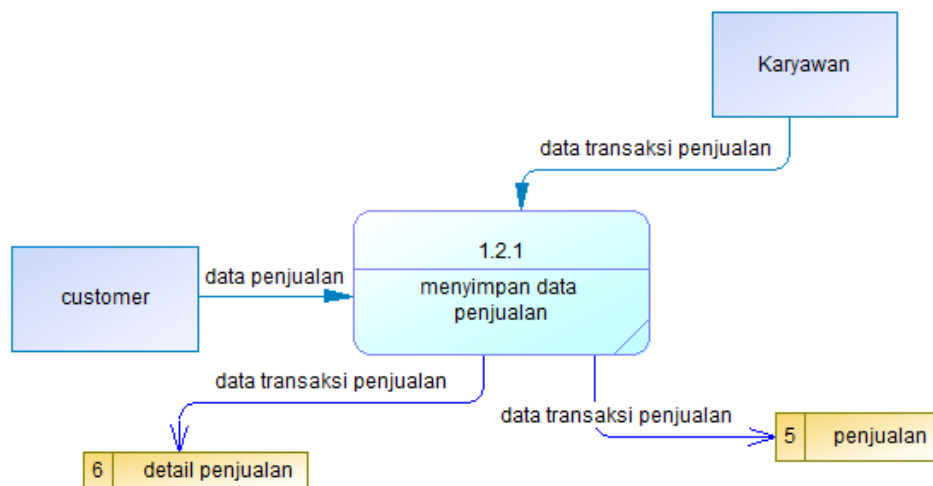 Karyawan
data transaksi penjualan
1.2.1
customer
data penjualan
menyimpan data
penjualan
data transaksi penjualan
data transaksi penjualan
5 penjualan
6 detail penjualan